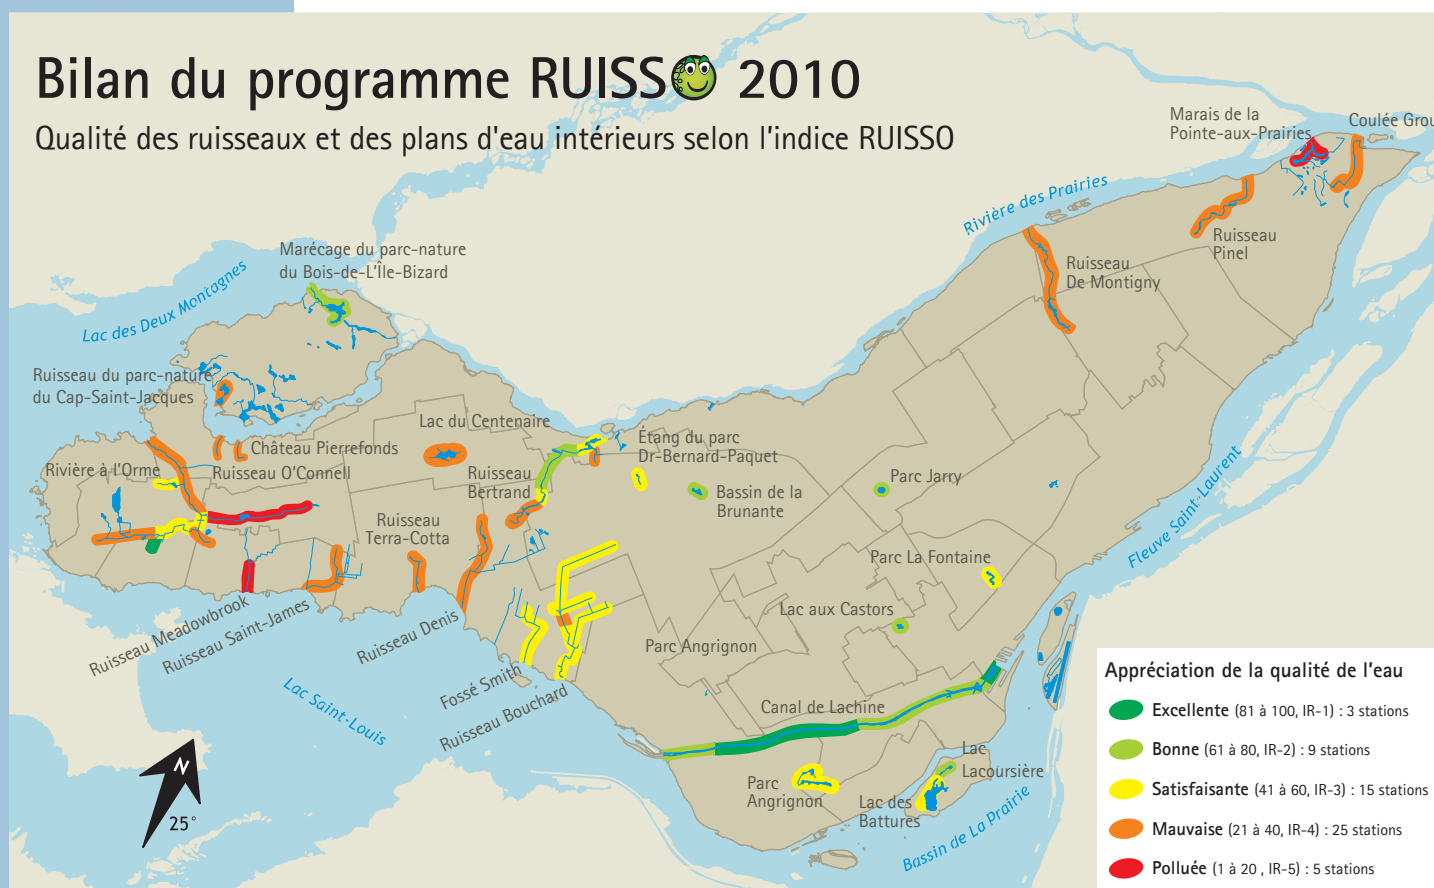 Bilan du programme RUISSO 2010
Qualité des ruisseaux et des plans d'eau intérieurs selon l'indice RUISSO
Marais de la
Pointe-aux-Prairies
Coulée Grou
Rivière des Prairies
Ruisseau
Pinel
Ruisseau
De Montigny
Marécage du parc-nature
du Bois-de-L'Île-Bizard
Lac des Deux Montagnes
Ruisseau du parc-nature
du Cap-Saint-Jacques
Lac du Centenaire
Château Pierrefonds
Étang du parc
Dr-Bernard-Paquet
Rivière à l'Orme
Ruisseau O'Connell
Ruisseau
Bertrand
Bassin de la
Brunante
Parc Jarry
Fleuve Saint-Laurent
Ruisseau
Terra-Cotta
Parc La Fontaine
Lac aux Castors
Ruisseau Meadowbrook
Ruisseau Saint-James
Ruisseau Denis
Parc Angrignon
Fossé Smith
Ruisseau Bouchard
Lac Saint-Louis
Canal de Lachine
Lac
Lacoursière
Parc
Angrignon
Lac des
Battures
Bassin de La Prairie
N
25°
Appréciation de la qualité de l'eau
Excellente (81 à 100, IR-1) : 3 stations
Bonne (61 à 80, IR-2) : 9 stations
Satisfaisante (41 à 60, IR-3) : 15 stations
Mauvaise (21 à 40, IR-4) : 25 stations
Polluée (1 à 20 , IR-5) : 5 stations